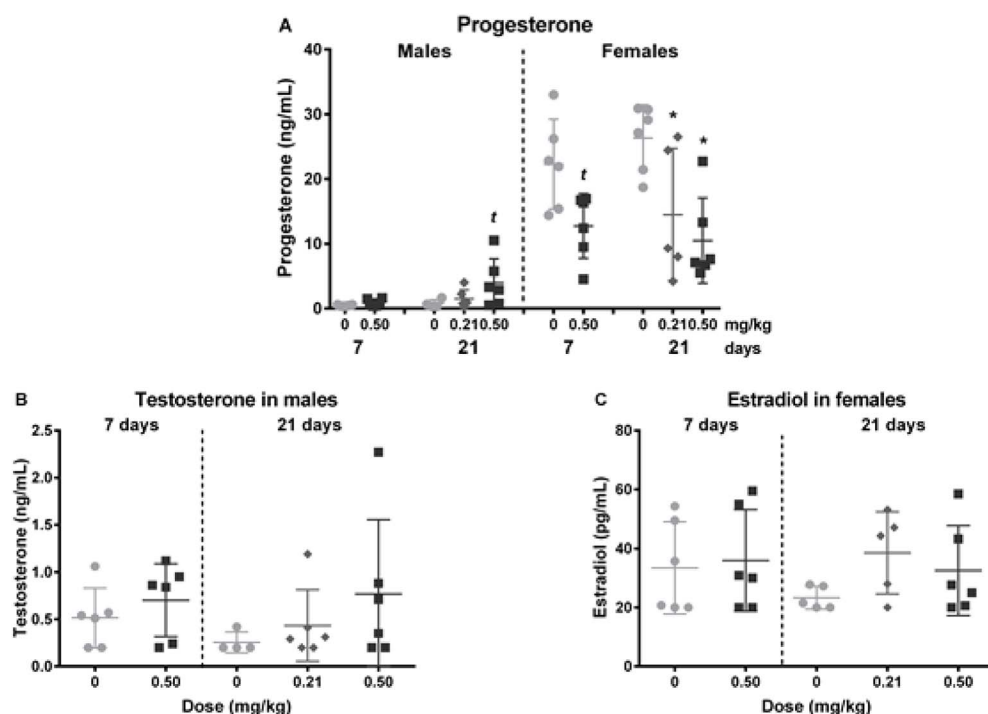 A Progesterone
Males Females
Progesterone (ng/mL)
40
30
20
10
0
t t * *
0 0.50 0 0.21 0.50 0 0.50 0 0.21 0.50 mg/kg
7 21 7 21 days
B Testosterone in males
7 days 21 days
Testosterone (ng/mL)
2.5
2.0
1.5
1.0
0.5
0.0
0 0.50 0 0.21 0.50
Dose (mg/kg)
C Estradiol in females
7 days 21 days
Estradiol (pg/mL)
80
60
40
20
0
0 0.50 0 0.21 0.50
Dose (mg/kg)